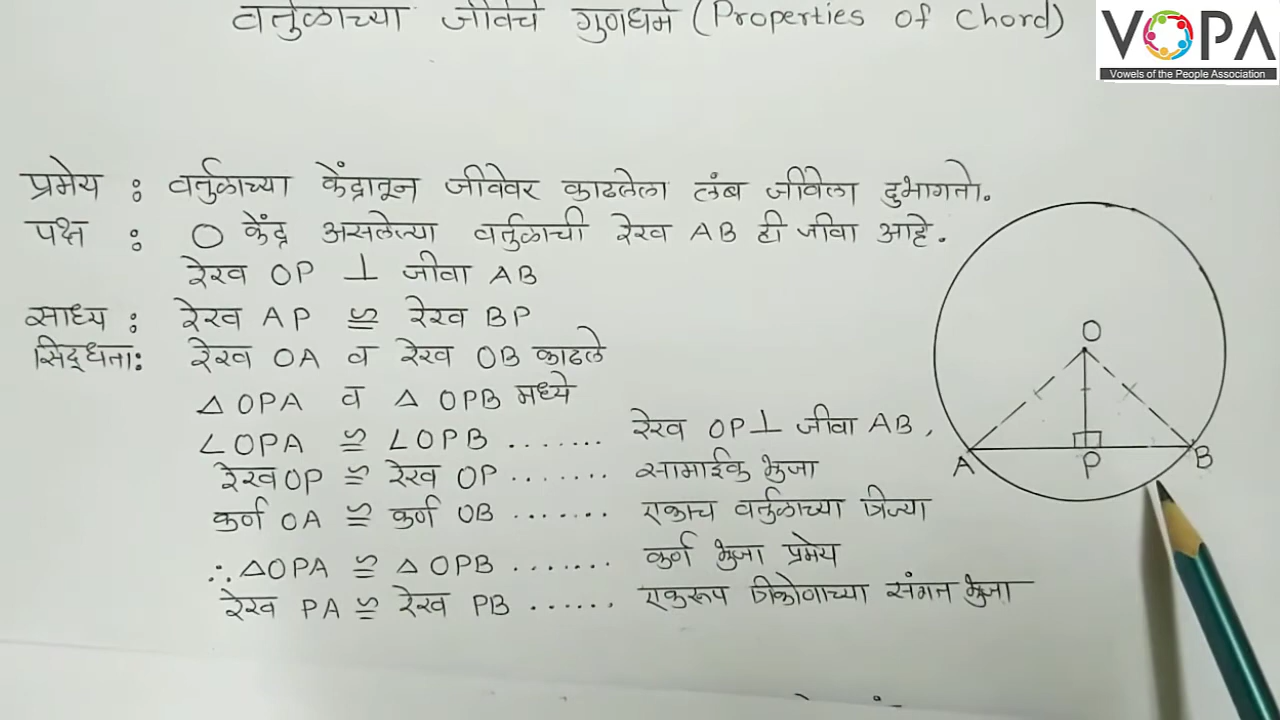 वर्तुळाच्या जीवेचे गुणधर्म (Properties of Chord)
VOPA
Vowels of the People Association
प्रमेय : वर्तुळाच्या केंद्रातून जीवेवर काढलेला लंब जीवेला दुभागतो.
पक्ष : O केंद्र असलेल्या वर्तुळाची रेख AB ही जीवा आहे.
रेख OP ⊥ जीवा AB
साध्य : रेख AP ≅ रेख BP
सिद्धता: रेख OA व रेख OB काढले
△OPA व △ OPB मध्ये
∠OPA ≅ ∠OPB ....... रेख OP⊥ जीवा AB,
रेख OP ≅ रेख OP ....... सामाईक भुजा
कर्ण OA ≅ कर्ण OB ....... एकाच वर्तुळाच्या त्रिज्या
∴ △OPA ≅ △ OPB ....... कर्ण भुजा प्रमेय
रेख PA ≅ रेख PB ...... एकरूप त्रिकोणाच्या संगत भुजा
O
A P B